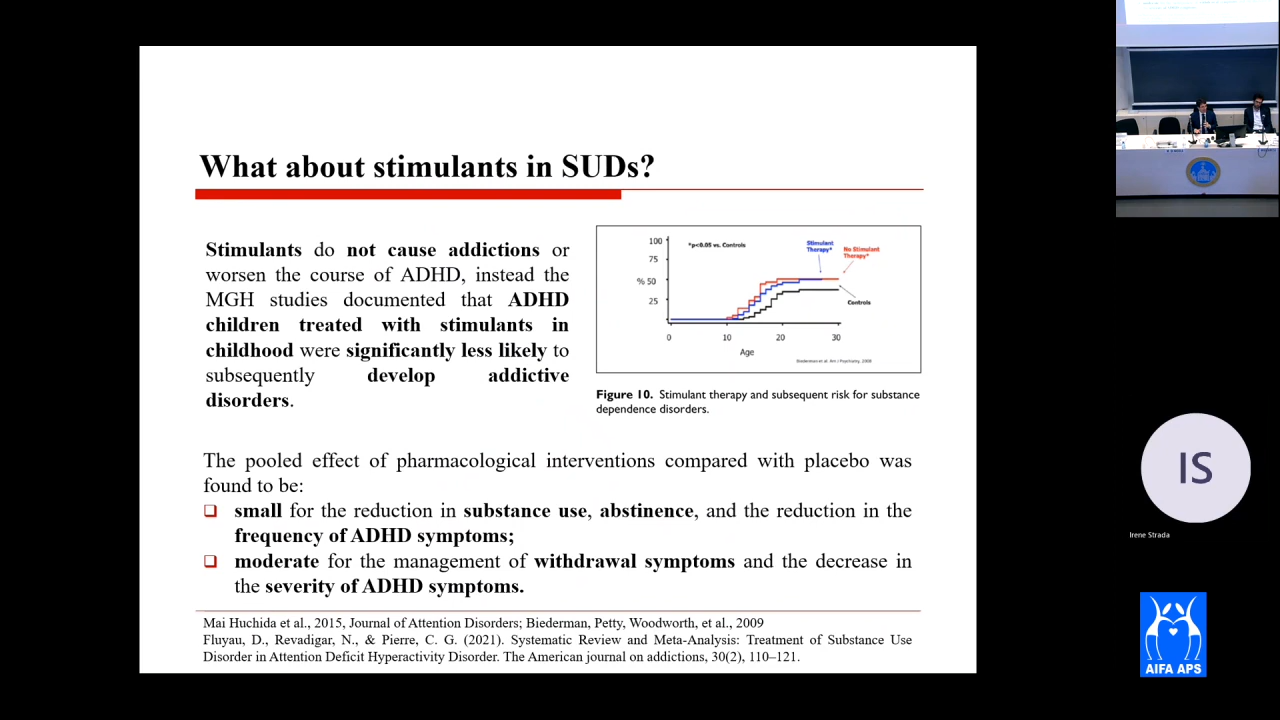 What about stimulants in SUDs?
Stimulants do not cause addictions or
worsen the course of ADHD, instead the
MGH studies documented that ADHD
children treated with stimulants in
childhood were significantly less likely to
subsequently develop addictive
disorders.
*p<0.05 vs. Controls
Stimulant
Therapy*
No Stimulant
Therapy*
Controls
100
75
% 50
25
0 10 20 30
Age
Biederman et al. Am J Psychiatry, 2008
Figure 10. Stimulant therapy and subsequent risk for substance
dependence disorders.
The pooled effect of pharmacological interventions compared with placebo was
found to be:
small for the reduction in substance use, abstinence, and the reduction in the
frequency of ADHD symptoms;
moderate for the management of withdrawal symptoms and the decrease in
the severity of ADHD symptoms.
Mai Huchida et al., 2015, Journal of Attention Disorders; Biederman, Petty, Woodworth, et al., 2009
Fluyau, D., Revadigar, N., & Pierre, C. G. (2021). Systematic Review and Meta-Analysis: Treatment of Substance Use
Disorder in Attention Deficit Hyperactivity Disorder. The American journal on addictions, 30(2), 110–121.
IS
Irene Strada
AIFA APS